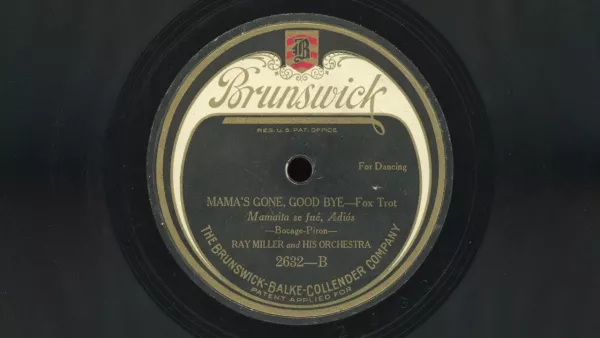 B
Brunswick
REG. U.S. PAT. OFFICE
For Dancing
MAMA'S GONE, GOOD BYE—Fox Trot
Mamaita se fué, Adiós
—Bocage-Piron—
RAY MILLER and HIS ORCHESTRA
2632—B
THE BRUNSWICK-BALKE-COLLENDER COMPANY
PATENT APPLIED FOR